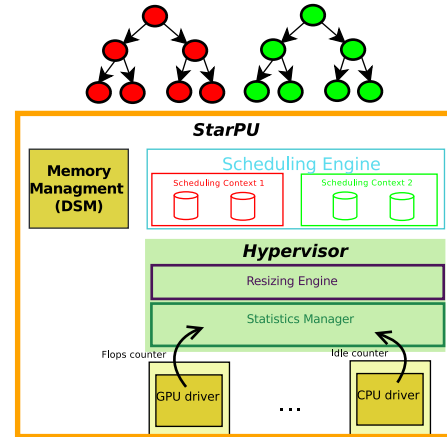 StarPU
Memory
Managment
(DSM)
Scheduling Engine
Scheduling Context 1
Scheduling Context 2
Hypervisor
Resizing Engine
Statistics Manager
Flops counter
Idle counter
GPU driver
...
CPU driver